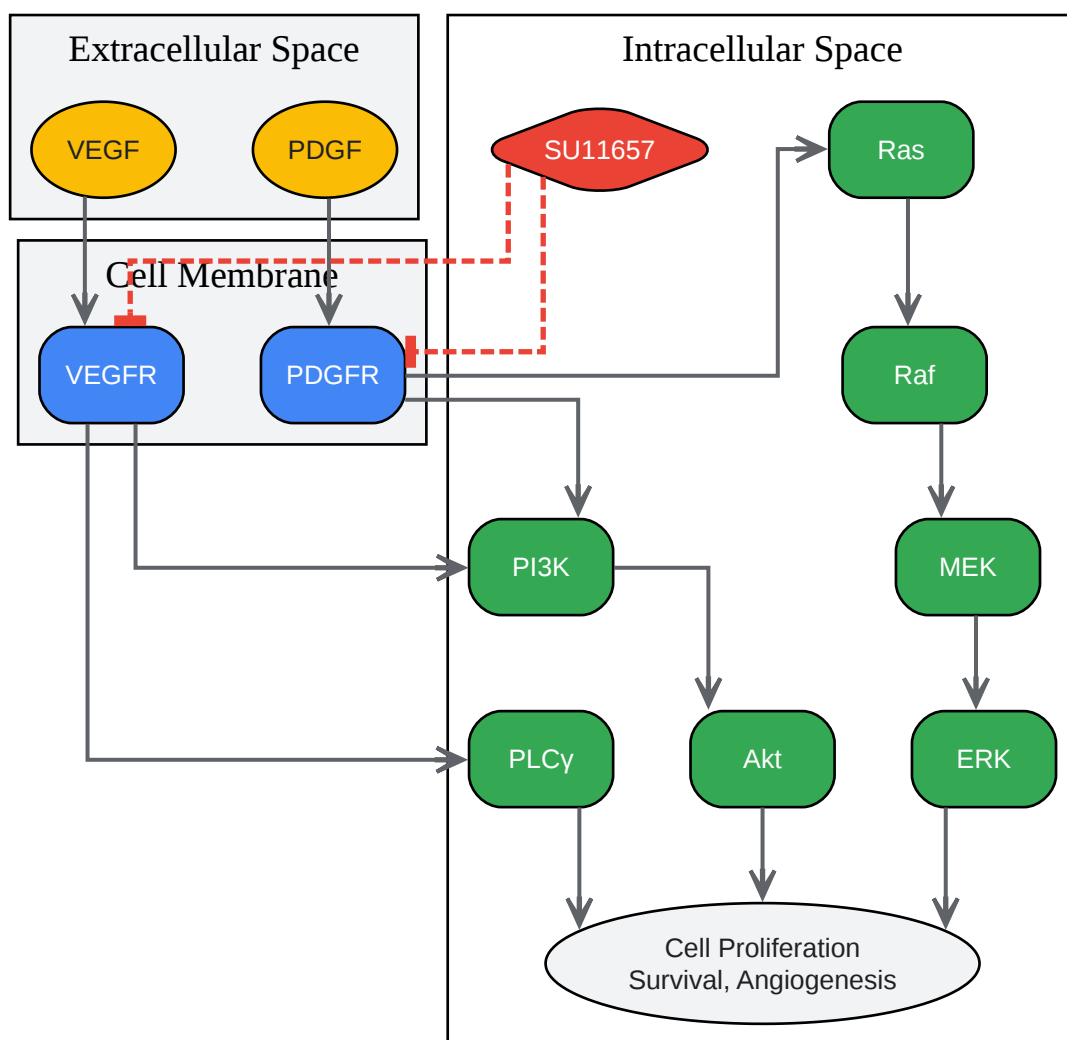 Extracellular Space
Intracellular Space
VEGF
PDGF
SU11657
Ras
Cell Membrane
VEGFR
PDGFR
Raf
PI3K
MEK
PLCγ
Akt
ERK
Cell Proliferation
Survival, Angiogenesis